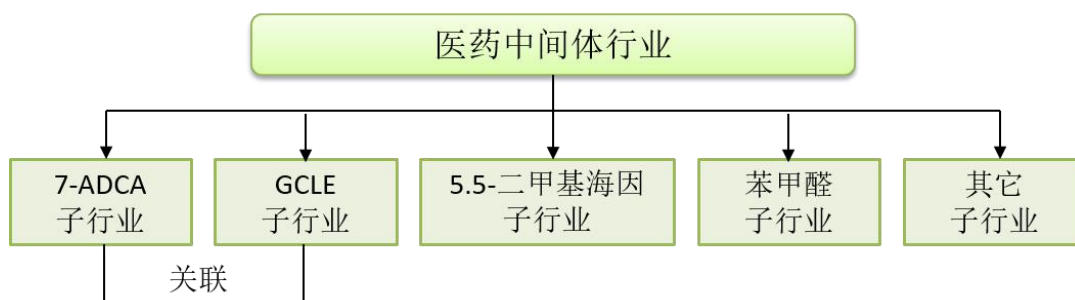 医药中间体行业
7-ADCA
子行业
GCLE
子行业
5.5-二甲基海因
子行业
苯甲醛
子行业
其它
子行业
关联